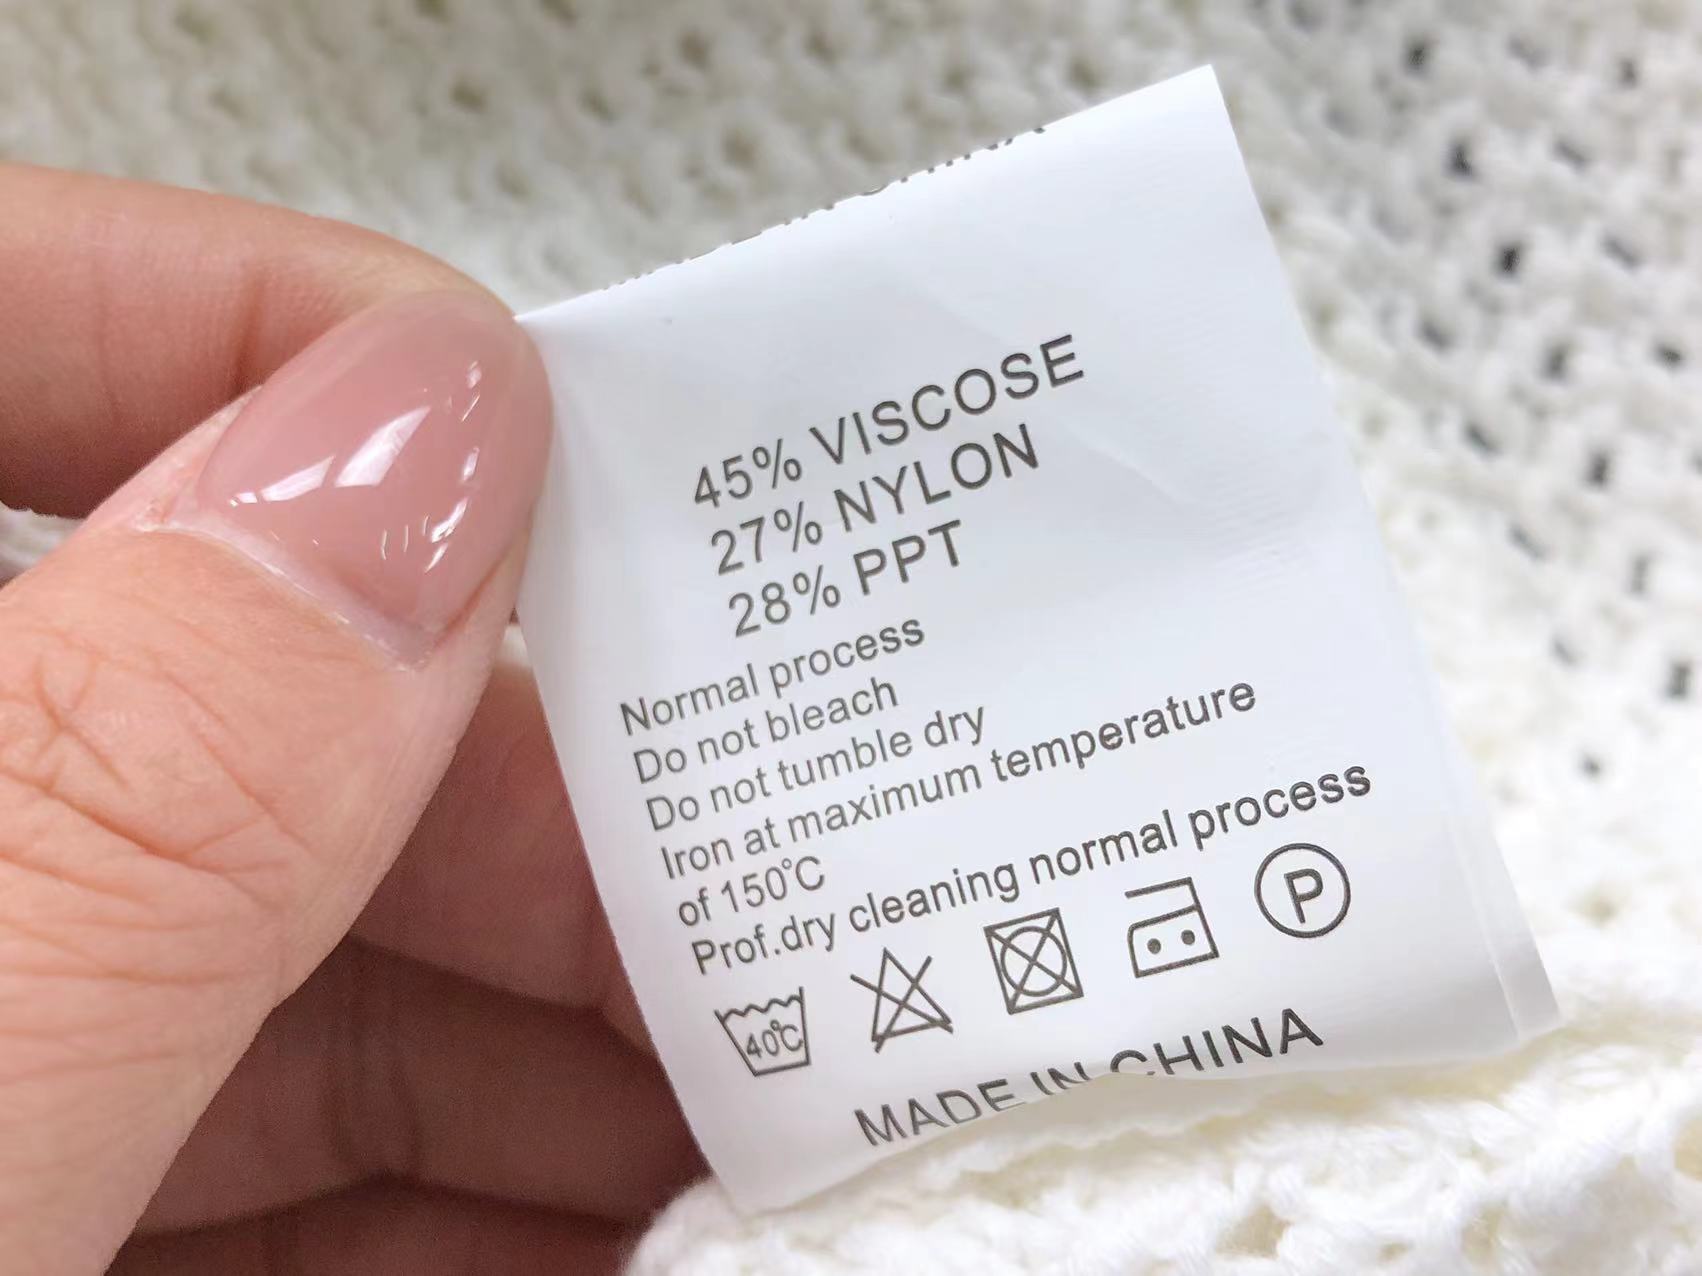 45% VISCOSE
27% NYLON
28% PPT
Normal process
Do not bleach
Do not tumble dry
Iron at maximum temperature
of 150℃
Prof.dry cleaning normal process
40℃
P
MADE IN CHINA